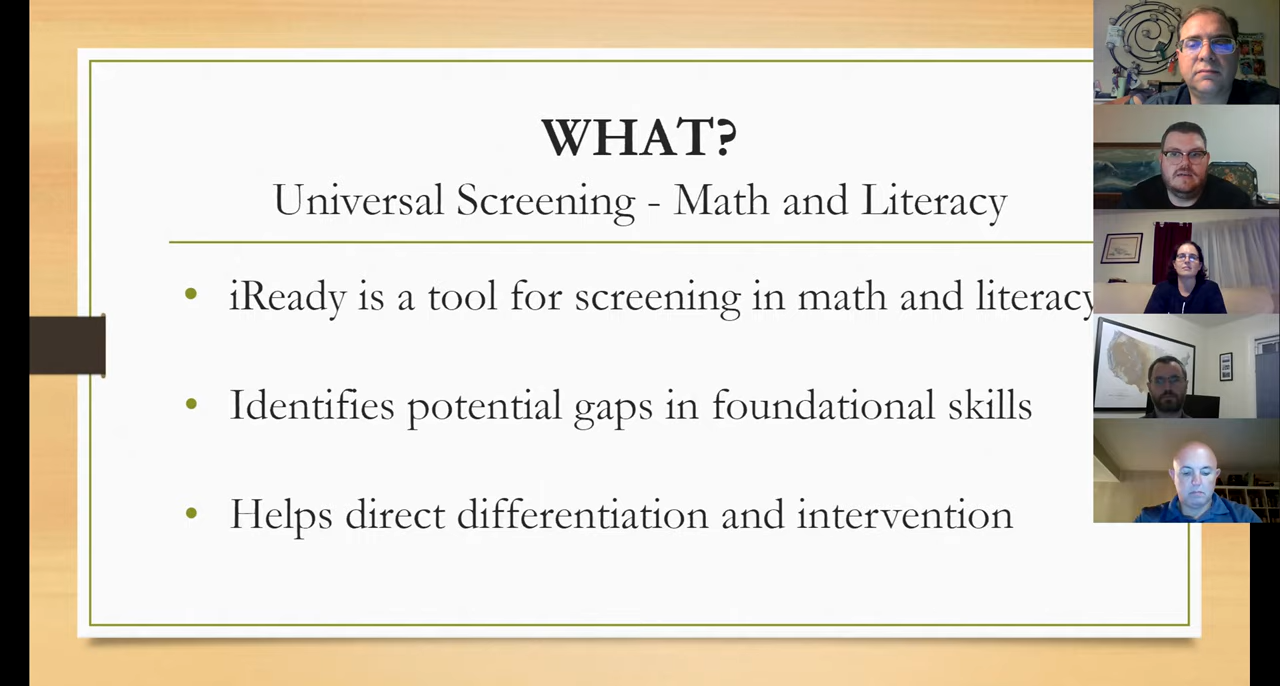 WHAT?
Universal Screening - Math and Literacy
• iReady is a tool for screening in math and literacy
• Identifies potential gaps in foundational skills
• Helps direct differentiation and intervention